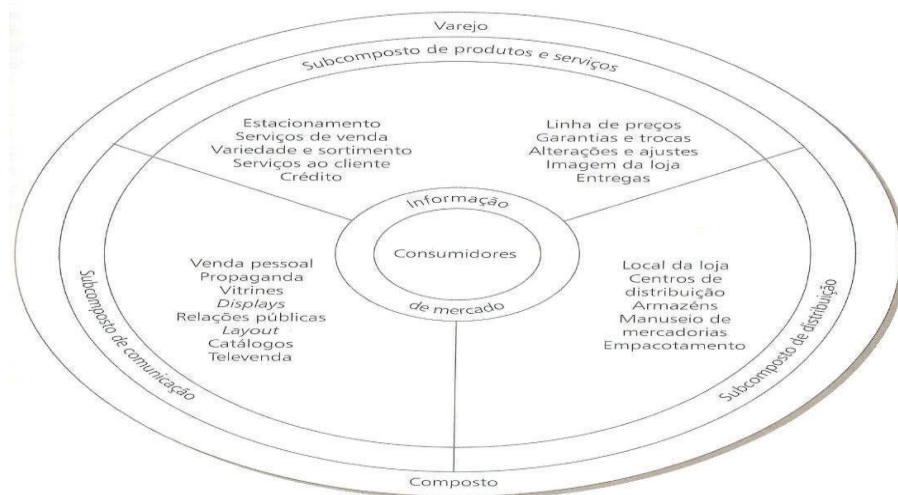 Varejo
Subcomposto de produtos e serviços
Estacionamento
Serviços de venda
Variedade e sortimento
Serviços ao cliente
Crédito
Linha de preços
Garantias e trocas
Alterações e ajustes
Imagem da loja
Entregas
Informação
Consumidores
de mercado
Venda pessoal
Propaganda
Vitrines
Displays
Relações públicas
Layout
Catálogos
Televenda
Subcomposto de comunicação
Local da loja
Centros de
distribuição
Armazéns
Manuseio de
mercadorias
Empacotamento
Subcomposto de distribuição
Composto